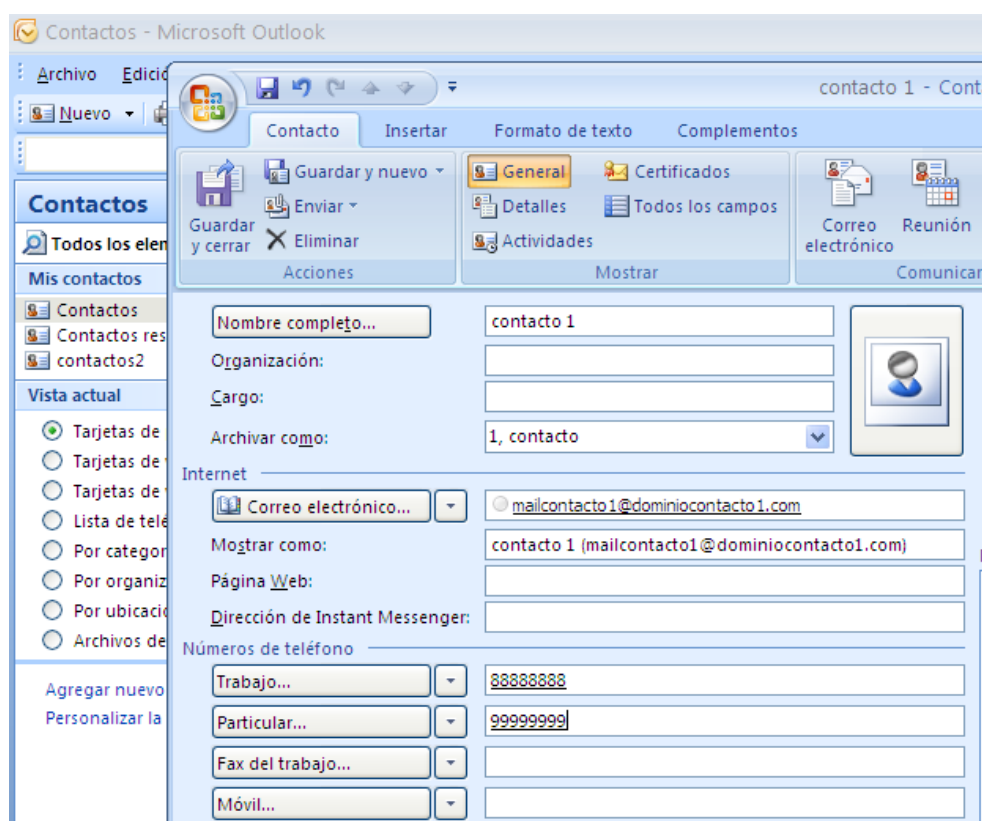 Contactos - Microsoft Outlook
Archivo Edició
Nuevo
contacto 1 - Cont
Contacto Insertar Formato de texto Complementos
Guardar y cerrar
Guardar y nuevo
Enviar
Eliminar
Acciones
General
Detalles
Actividades
Certificados
Todos los campos
Mostrar
Correo electrónico
Reunión
Comunicar
Contactos
Todos los elem
Mis contactos
Contactos
Contactos res
contactos2
Vista actual
Tarjetas de
Tarjetas de
Tarjetas de
Lista de telé
Por categor
Por organiz
Por ubicació
Archivos de
Agregar nuevo
Personalizar la
Nombre completo... contacto 1
Organización:
Cargo:
Archivar como: 1, contacto
Internet
Correo electrónico... mailcontacto1@dominiocontacto1.com
Mostrar como: contacto 1 (mailcontacto1@dominiocontacto1.com)
Página Web:
Dirección de Instant Messenger:
Números de teléfono
Trabajo... 88888888
Particular... 99999999
Fax del trabajo...
Móvil...